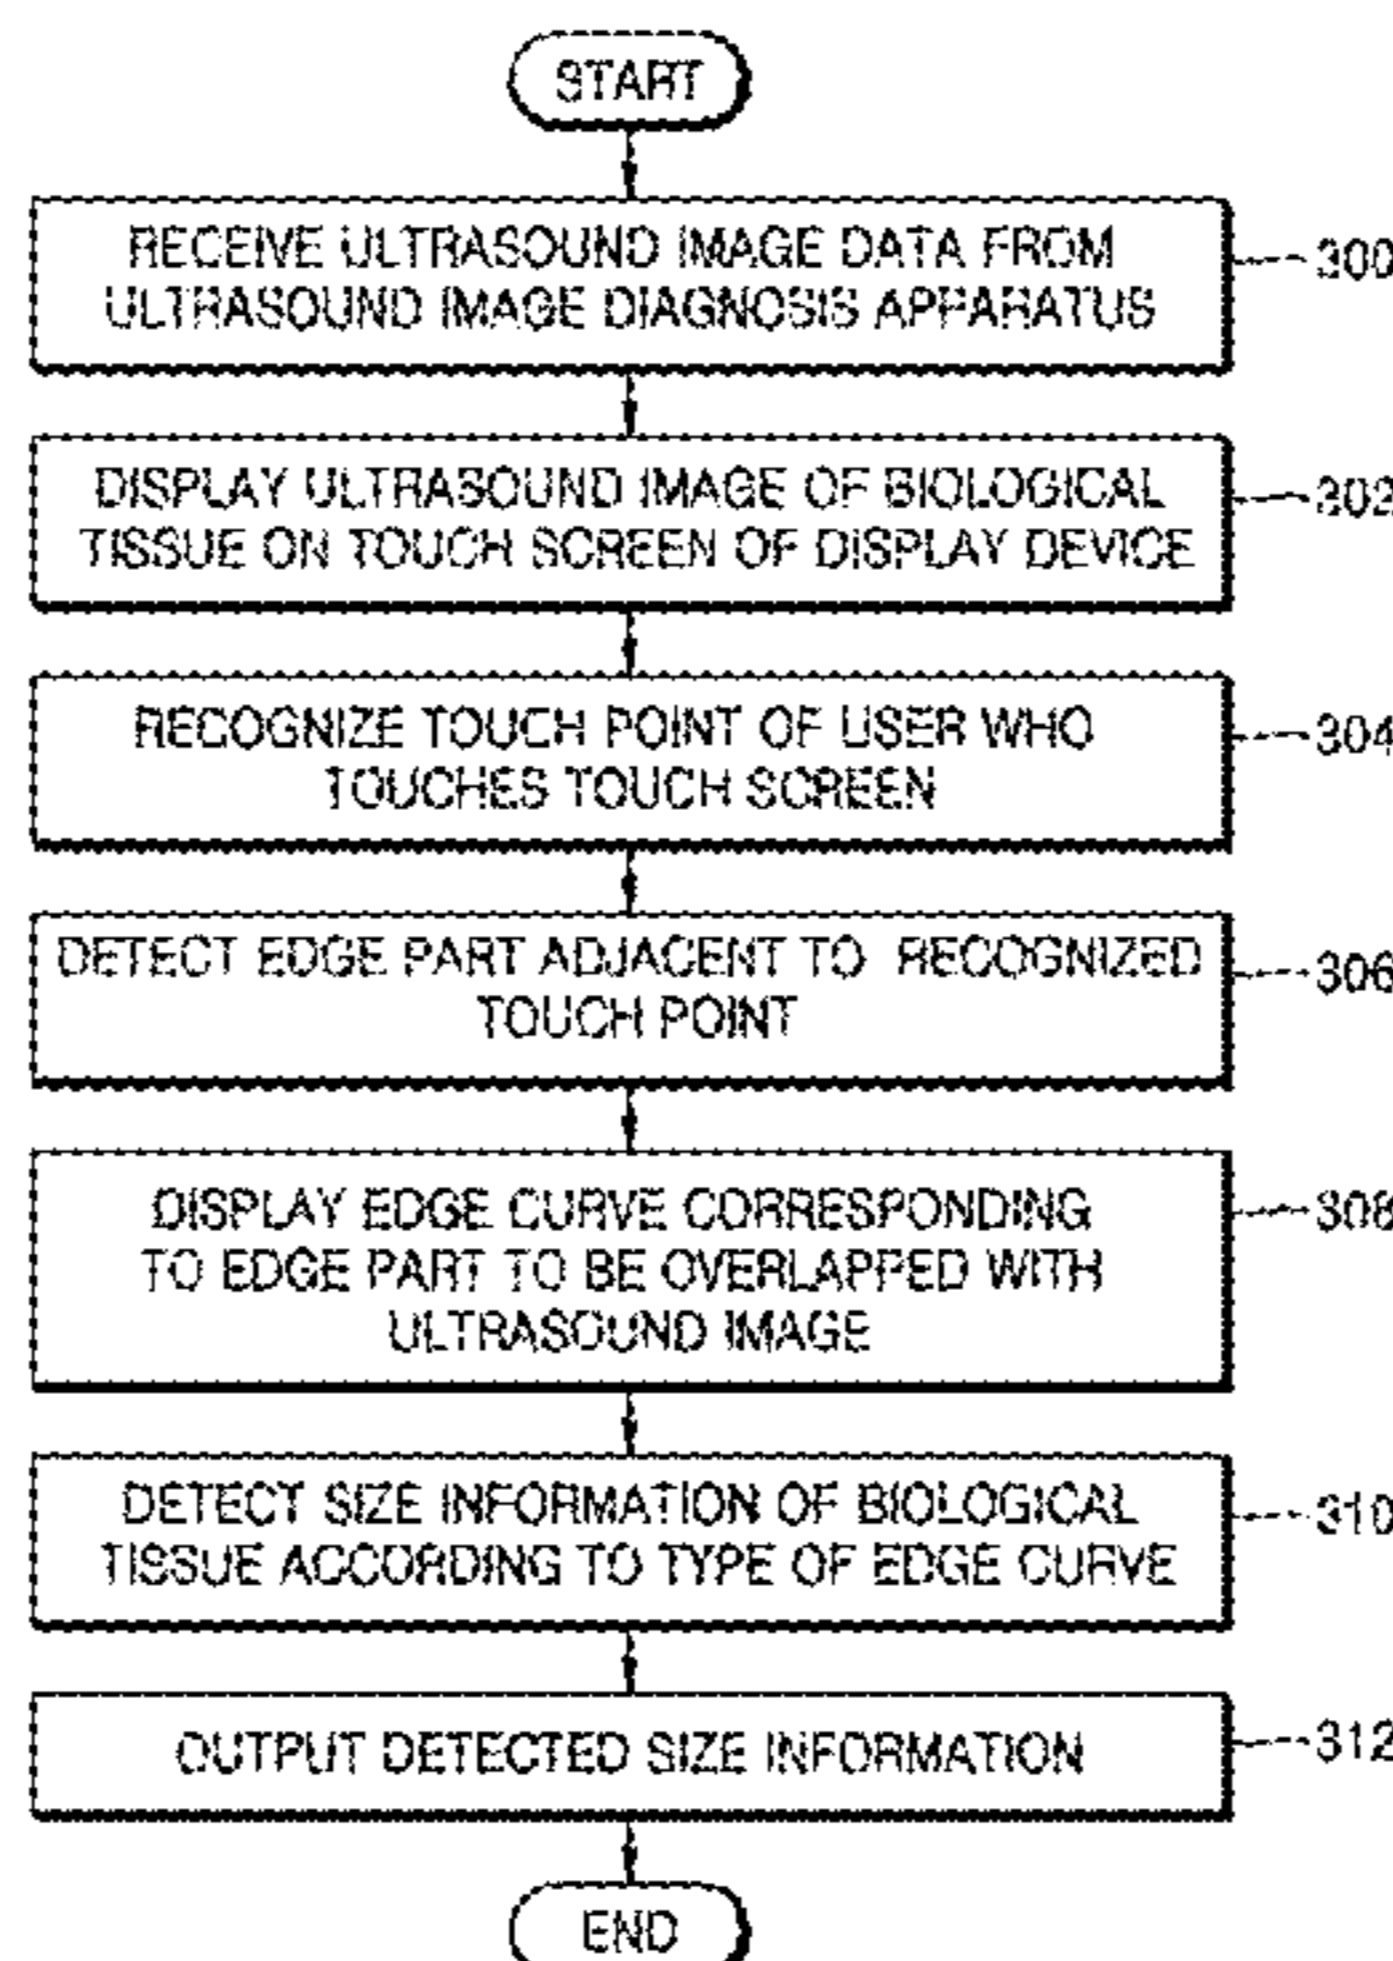 START
RECEIVE ULTRASOUND IMAGE DATA FROM
ULTRASOUND IMAGE DIAGNOSIS APPARATUS
300
DISPLAY ULTRASOUND IMAGE OF BIOLOGICAL
TISSUE ON TOUCH SCREEN OF DISPLAY DEVICE
302
RECOGNIZE TOUCH POINT OF USER WHO
TOUCHES TOUCH SCREEN
304
DETECT EDGE PART ADJACENT TO RECOGNIZED
TOUCH POINT
306
DISPLAY EDGE CURVE CORRESPONDING
TO EDGE PART TO BE OVERLAPPED WITH
ULTRASOUND IMAGE
308
DETECT SIZE INFORMATION OF BIOLOGICAL
TISSUE ACCORDING TO TYPE OF EDGE CURVE
310
OUTPUT DETECTED SIZE INFORMATION
312
END